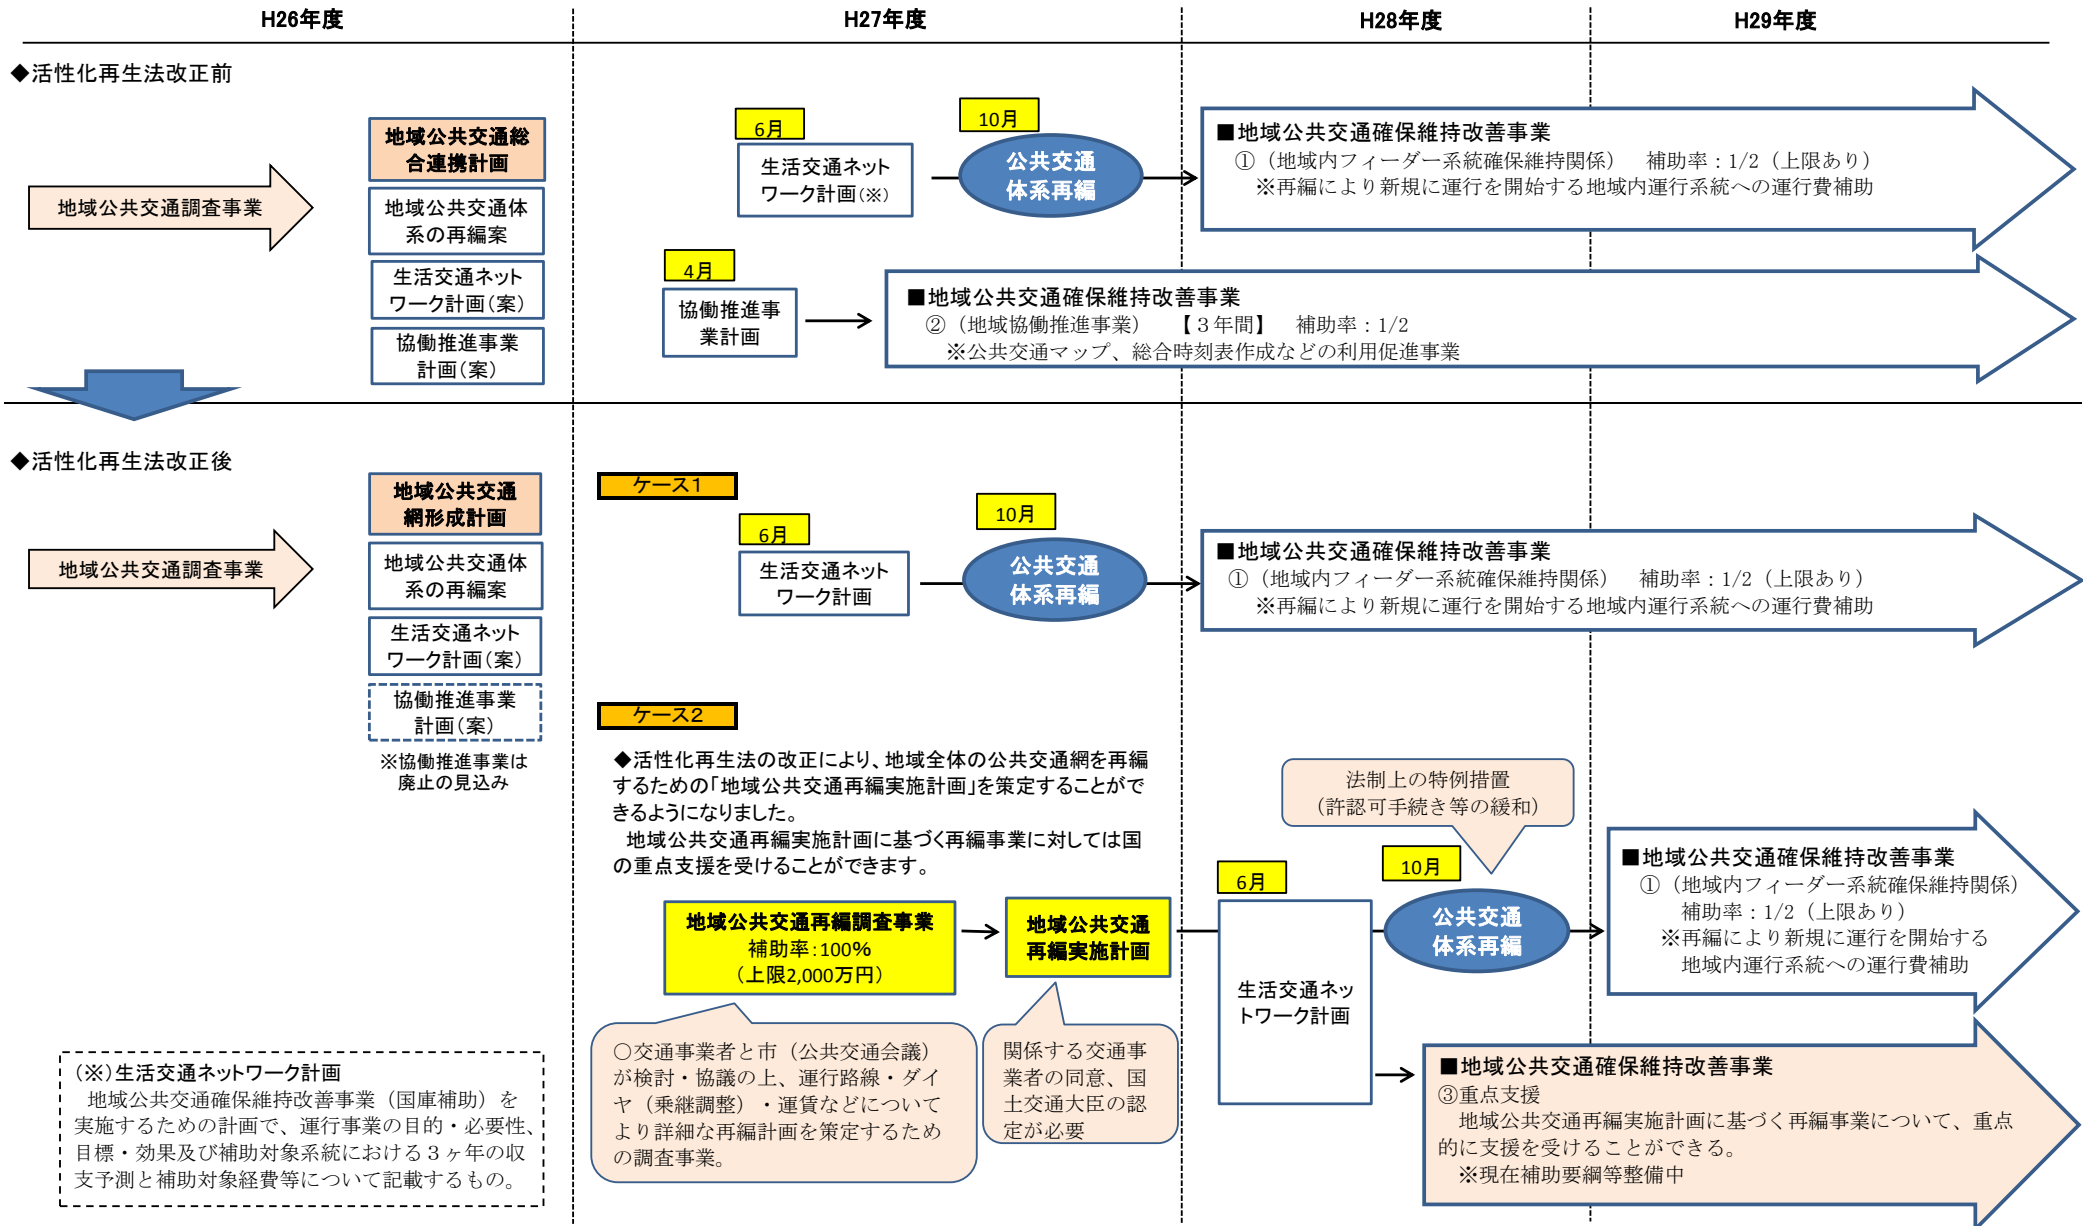 H26年度
H27年度
H28年度
H29年度
◆活性化再生法改正前
地域公共交通調査事業
地域公共交通総
合連携計画
地域公共交通体
系の再編案
生活交通ネット
ワーク計画(案)
協働推進事業
計画(案)
6月
生活交通ネット
ワーク計画(※)
10月
公共交通
体系再編
■地域公共交通確保維持改善事業
①（地域内フィーダー系統確保維持関係）　補助率：1/2（上限あり）
※再編により新規に運行を開始する地域内運行系統への運行費補助
4月
協働推進事
業計画
■地域公共交通確保維持改善事業
②（地域協働推進事業）　【３年間】　補助率：1/2
※公共交通マップ、総合時刻表作成などの利用促進事業
◆活性化再生法改正後
地域公共交通調査事業
地域公共交通
網形成計画
地域公共交通体
系の再編案
生活交通ネット
ワーク計画(案)
協働推進事業
計画(案)
※協働推進事業は
廃止の見込み
ケース1
6月
生活交通ネット
ワーク計画
10月
公共交通
体系再編
■地域公共交通確保維持改善事業
①（地域内フィーダー系統確保維持関係）　補助率：1/2（上限あり）
※再編により新規に運行を開始する地域内運行系統への運行費補助
ケース2
◆活性化再生法の改正により、地域全体の公共交通網を再編
するための「地域公共交通再編実施計画」を策定することがで
きるようになりました。
地域公共交通再編実施計画に基づく再編事業に対しては国
の重点支援を受けることができます。
地域公共交通再編調査事業
補助率：100%
（上限2,000万円）
地域公共交通
再編実施計画
○交通事業者と市（公共交通会議）
が検討・協議の上、運行路線・ダイ
ヤ（乗継調整）・運賃などについて
より詳細な再編計画を策定するため
の調査事業。
関係する交通事
業者の同意、国
土交通大臣の認
定が必要
6月
生活交通ネッ
トワーク計画
法制上の特例措置
（許認可手続き等の緩和）
10月
公共交通
体系再編
■地域公共交通確保維持改善事業
①（地域内フィーダー系統確保維持関係）
補助率：1/2（上限あり）
※再編により新規に運行を開始する
地域内運行系統への運行費補助
■地域公共交通確保維持改善事業
③重点支援
地域公共交通再編実施計画に基づく再編事業について、重点
的に支援を受けることができる。
※現在補助要綱等整備中
(※)生活交通ネットワーク計画
地域公共交通確保維持改善事業（国庫補助）を
実施するための計画で、運行事業の目的・必要性、
目標・効果及び補助対象系統における３ヶ年の収
支予測と補助対象経費等について記載するもの。